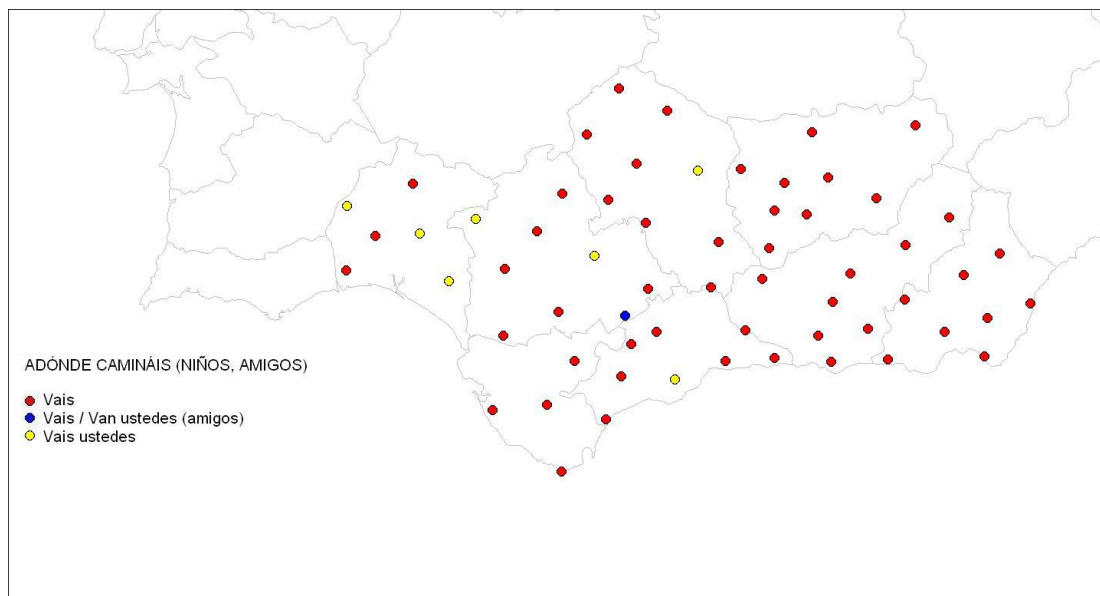 ADÓNDE CAMINÁIS (NIÑOS, AMIGOS)
Vais
Vais / Van ustedes (amigos)
Vais ustedes